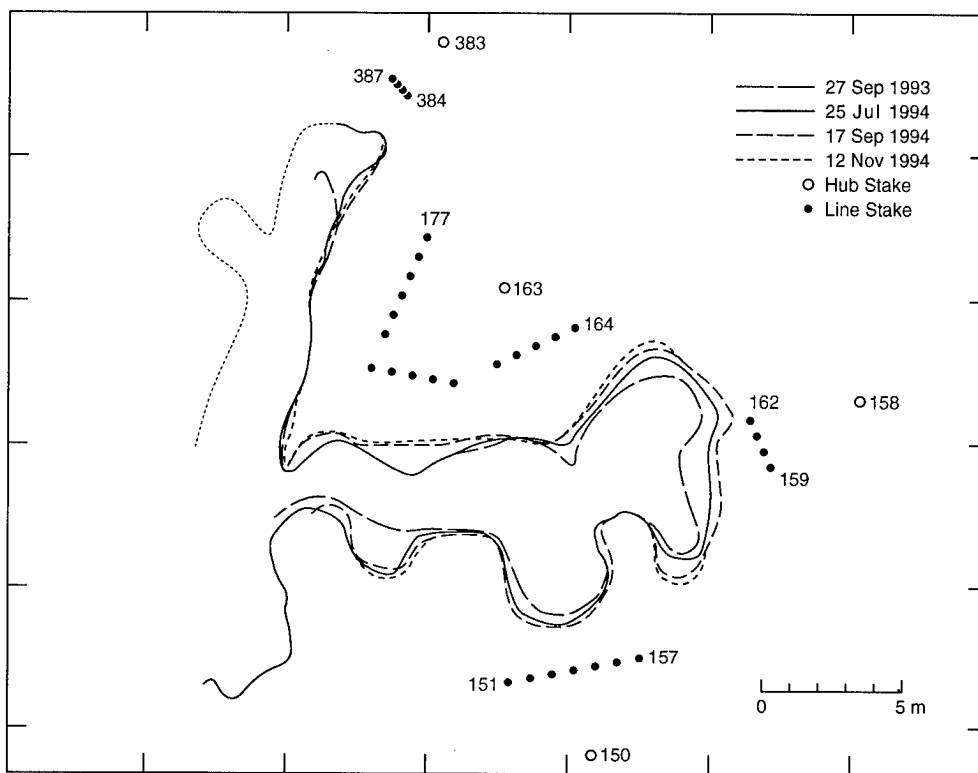 383
387
384
27 Sep 1993
25 Jul 1994
17 Sep 1994
12 Nov 1994
Hub Stake
Line Stake
177
163
164
162
158
159
151
157
0 5 m
150